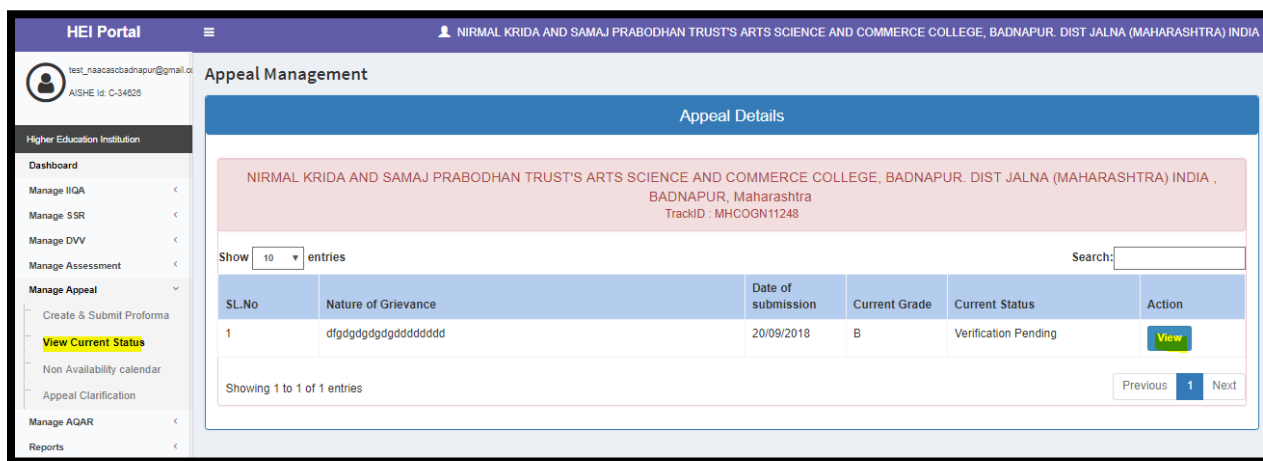 HEI Portal
NIRMAL KRIDA AND SAMAJ PRABODHAN TRUST'S ARTS SCIENCE AND COMMERCE COLLEGE, BADNAPUR. DIST JALNA (MAHARASHTRA) INDIA
test_naacascbadnapur@gmail.co
AISHE Id: C-34626
Higher Education Institution
Dashboard
Manage IIQA
Manage SSR
Manage DVV
Manage Assessment
Manage Appeal
Create & Submit Proforma
View Current Status
Non Availability calendar
Appeal Clarification
Manage AQAR
Reports
Appeal Management
Appeal Details
NIRMAL KRIDA AND SAMAJ PRABODHAN TRUST'S ARTS SCIENCE AND COMMERCE COLLEGE, BADNAPUR. DIST JALNA (MAHARASHTRA) INDIA ,
BADNAPUR, Maharashtra
TrackID : MHCOGN11248
Show 10 entries
Search:
SL.No Nature of Grievance Date of submission Current Grade Current Status Action
1 dfgdgdgdgdgddddddddd 20/09/2018 B Verification Pending View
Showing 1 to 1 of 1 entries
Previous 1 Next